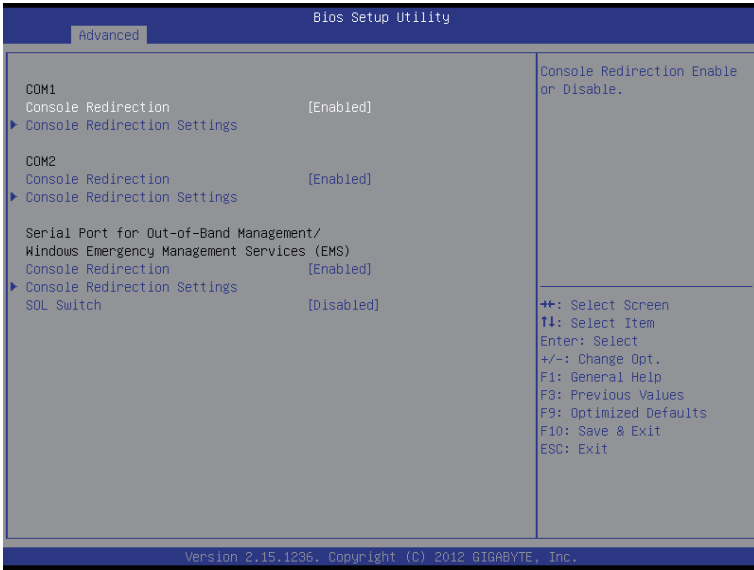 Bios Setup Utility
Advanced
COM1
Console Redirection [Enabled]
Console Redirection Settings
COM2
Console Redirection [Enabled]
Console Redirection Settings
Serial Port for Out-of-Band Management/
Windows Emergency Management Services (EMS)
Console Redirection [Enabled]
Console Redirection Settings
SOL Switch [Disabled]
Console Redirection Enable
or Disable.
→←: Select Screen
↑↓: Select Item
Enter: Select
+/-: Change Opt.
F1: General Help
F3: Previous Values
F9: Optimized Defaults
F10: Save & Exit
ESC: Exit
Version 2.15.1236. Copyright (C) 2012 GIGABYTE, Inc.